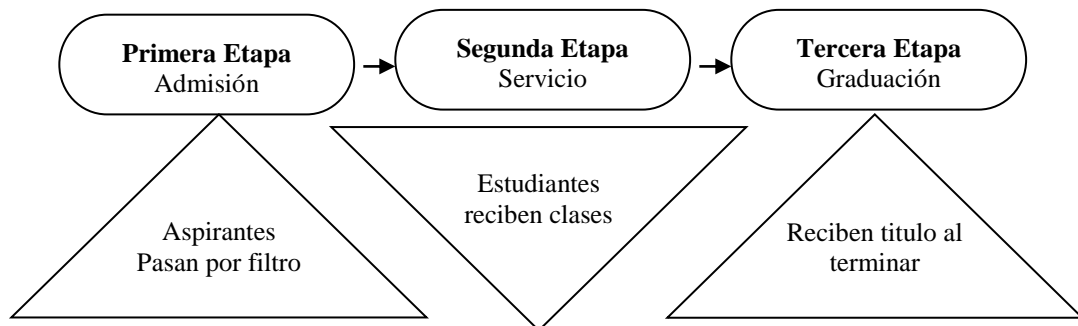 Primera Etapa
Admisión
Segunda Etapa
Servicio
Tercera Etapa
Graduación
Aspirantes
Pasan por filtro
Estudiantes
reciben clases
Reciben titulo al
terminar